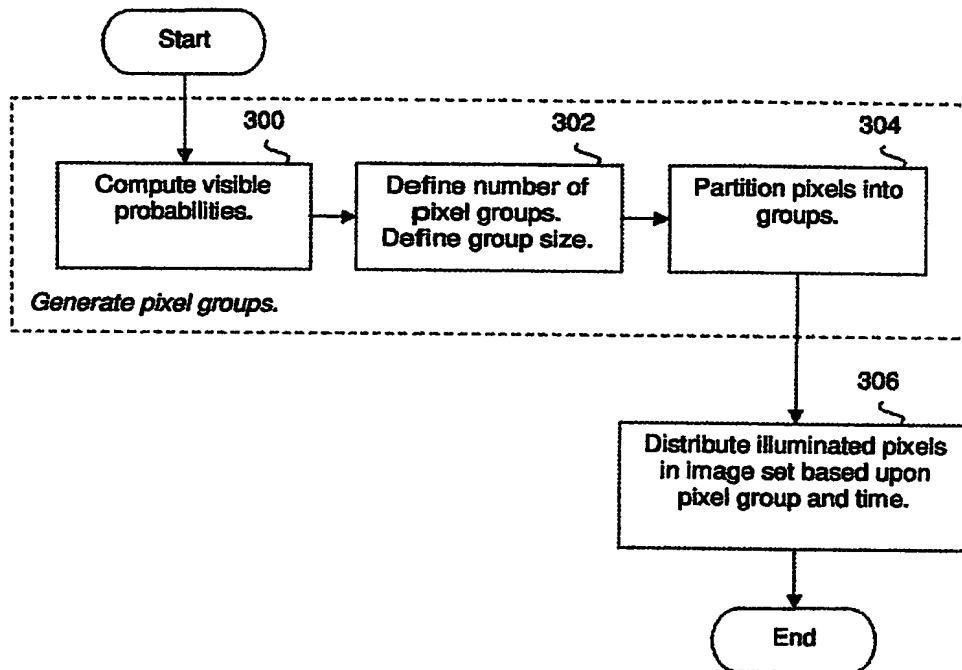 Start
300
Compute visible
probabilities.
302
Define number of
pixel groups.
Define group size.
304
Partition pixels into
groups.
Generate pixel groups.
306
Distribute illuminated pixels
in image set based upon
pixel group and time.
End